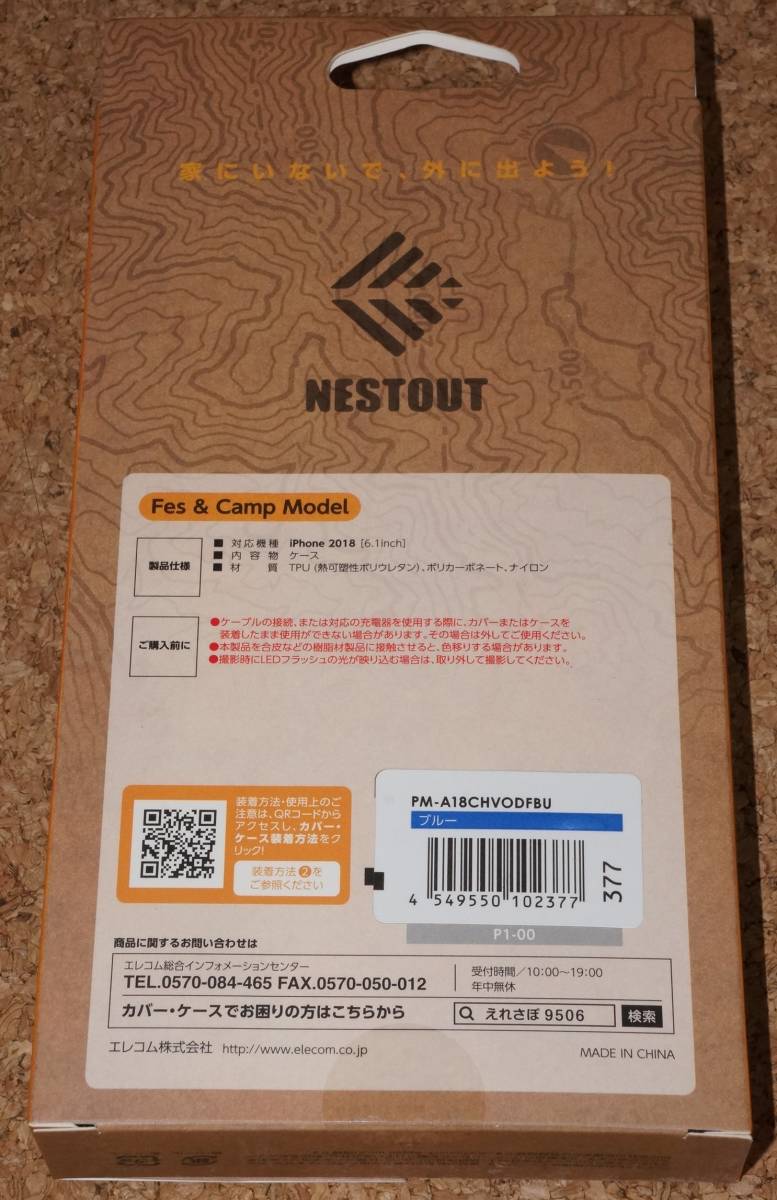 家にいないで、外に出よう!
500
NESTOUT
Fes & Camp Model
製品仕様
■ 対応機種 iPhone 2018 [6.1inch]
■ 内容物 ケース
■ 材質 TPU (熱可塑性ポリウレタン)、ポリカーボネート、ナイロン
ご購入前に
●ケーブルの接続、または対応の充電器を使用する際に、カバーまたはケースを
装着したまま使用ができない場合があります。その場合は外してご使用ください。
●本製品を合皮などの樹脂材製品に接触させると、色移りする場合があります。
●撮影時にLEDフラッシュの光が映り込む場合は、取り外して撮影してください。
装着方法・使用上のご
注意は、QRコードから
アクセスし、カバー・
ケース装着方法をク
リック!
装着方法❷を
ご参照ください
PM-A18CHVODFBU
ブルー
4 549550 102377
377
P1-00
商品に関するお問い合わせは
エレコム総合インフォメーションセンター
TEL.0570-084-465 FAX.0570-050-012
受付時間/10:00~19:00
年中無休
カバー・ケースでお困りの方はこちらから
えれさぽ 9506 検索
エレコム株式会社 http://www.elecom.co.jp
MADE IN CHINA